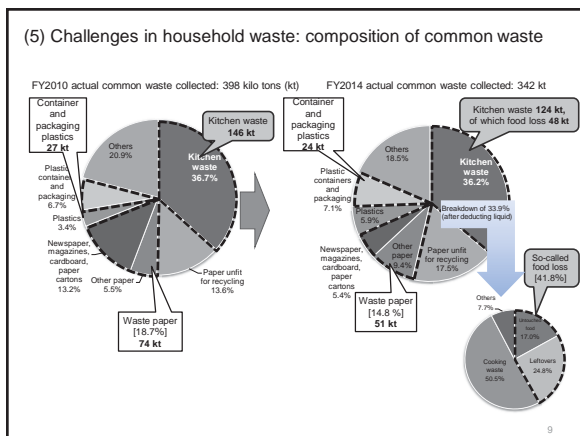 (5) Challenges in household waste: composition of common waste
FY2010 actual common waste collected: 398 kilo tons (kt)
Container
and
packaging
plastics
27 kt
Kitchen waste
146 kt
Others
20.9%
Kitchen
waste
36.7%
Plastic
container
and
packaging
6.7%
Plastics
3.4%
Newspaper,
magazines,
cardboard,
paper
cartons
13.2%
Other paper
5.5%
Paper unfit
for recycling
13.6%
Waste paper
[18.7%]
74 kt
FY2014 actual common waste collected: 342 kt
Container
and
packaging
plastics
24 kt
Kitchen waste 124 kt,
of which food loss 48 kt
Others
18.5%
Kitchen
waste
36.2%
Plastic
containers
and
packaging
7.1%
Plastics
5.9%
Breakdown of 33.9%
(after deducting liquid)
Newspaper,
magazines,
cardboard,
paper
cartons
5.4%
Other
paper
9.4%
Paper unfit
for recycling
17.5%
Waste paper
[14.8 %]
51 kt
So-called
food loss
[41.8%]
Others
7.7%
Untouched
food
17.0%
Leftovers
24.8%
Cooking
waste
50.5%
9